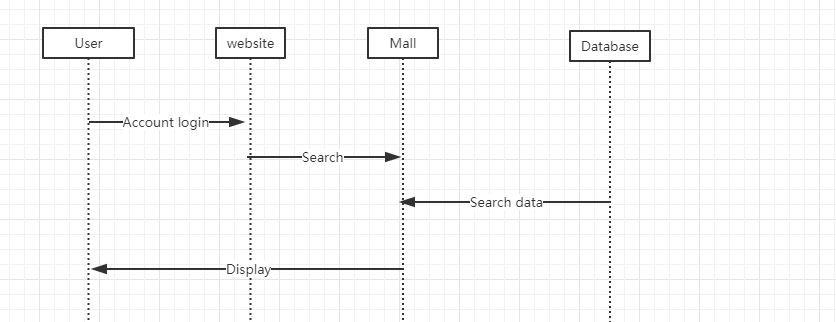 User
website
Mall
Database
Account login
Search
Search data
Display